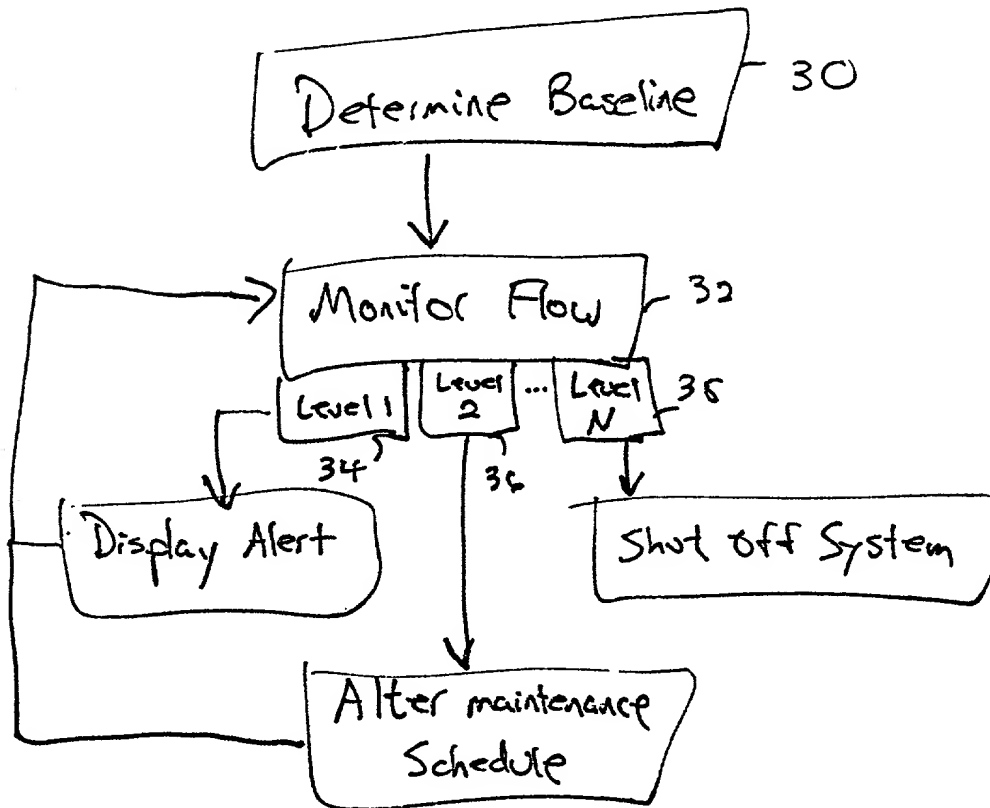 Determine Baseline
30
Monitor Flow
32
Level 1
Level
2
...
Level
N
34
36
38
Display Alert
Shut off System
Alter maintenance
Schedule